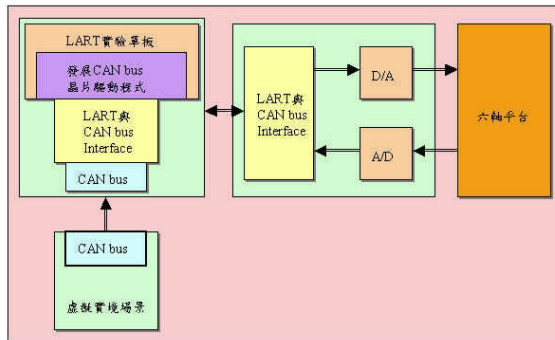 LART實驗單板
發展CAN bus
晶片驅動程式
LART與
CAN bus
Interface
CAN bus
CAN bus
虛擬實境場景
LART與
CAN bus
Interface
D/A
A/D
六軸平台